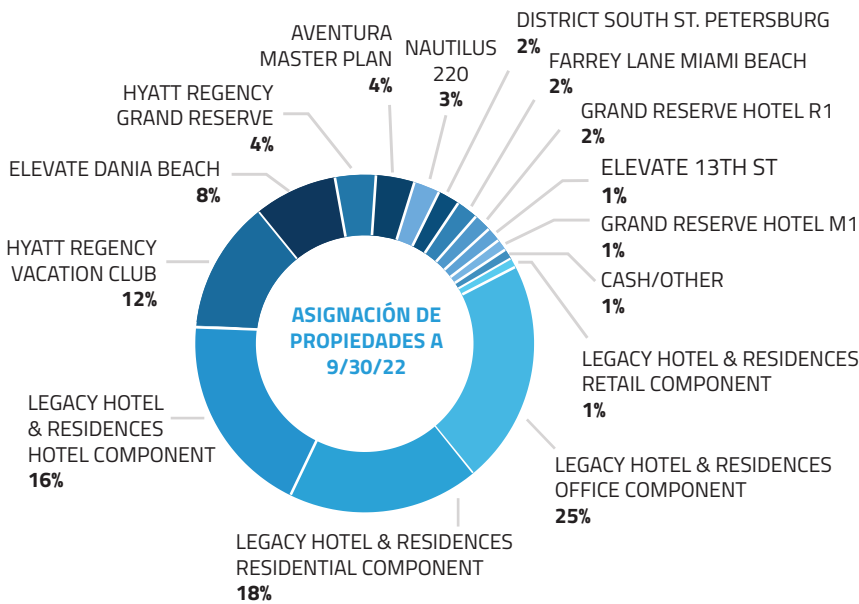 DISTRICT SOUTH ST. PETERSBURG
2%
AVENTURA
MASTER PLAN
4%
NAUTILUS
220
3%
FARREY LANE MIAMI BEACH
2%
HYATT REGENCY
GRAND RESERVE
4%
GRAND RESERVE HOTEL R1
2%
ELEVATE DANIA BEACH
8%
ELEVATE 13TH ST
1%
GRAND RESERVE HOTEL M1
1%
HYATT REGENCY
VACATION CLUB
12%
CASH/OTHER
1%
ASIGNACIÓN DE
PROPIEDADES A
9/30/22
LEGACY HOTEL & RESIDENCES
RETAIL COMPONENT
1%
LEGACY HOTEL
& RESIDENCES
HOTEL COMPONENT
16%
LEGACY HOTEL & RESIDENCES
OFFICE COMPONENT
25%
LEGACY HOTEL & RESIDENCES
RESIDENTIAL COMPONENT
18%